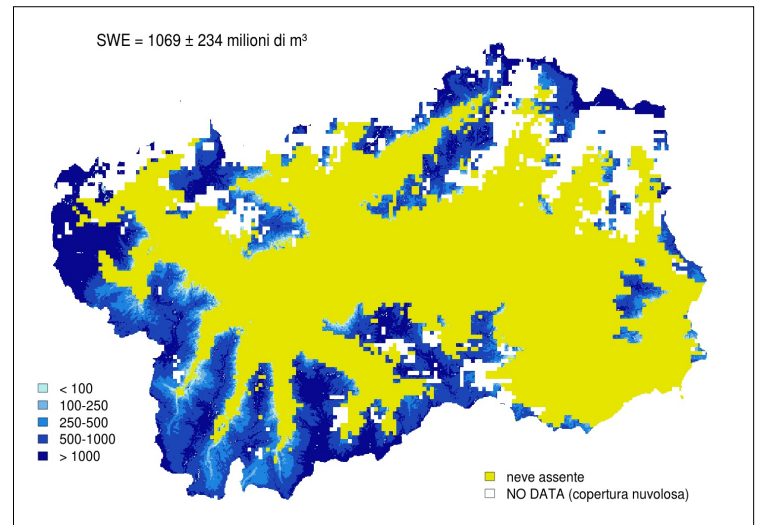 SWE = 1069 ± 234 milioni di m³
< 100
100-250
250-500
500-1000
> 1000
neve assente
NO DATA (copertura nuvolosa)